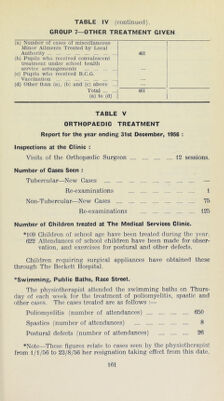 TABLE IV (continued).
GROUP 7—OTHER TREATMENT GIVEN
(a) Number of cases of miscellaneous
Minor Ailments Treated by Local
Authority ... ... ... ...
(b) Pupils who received convalescent
treatment under school health
service arrangements ... ...
(c) Pupils who received B.C.G.
Vaccination ... ... ...
(d) Other than (a), (b) and (c) above ...
Total ...
(a) to (d)
TABLE V
ORTHOPAEDIC TREATMENT
Report for the year ending 31st December, 1956 :
Inspections at the Clinic :
Visits of the Orthopædic Surgeon ... ... ... ... 12 sessions.
Number of Cases Seen :
Tubercular—New Cases ... ... ... ... ... —
Re-examinations ... ... ... ... 1
Non-Tubercular—New Cases ... ... ... ... 75
Re-examinations ... ... ... 125
Number of Children treated at The Medical Services Clinic.
*109 Children of school age have been treated during the year.
622 Attendances of school children have been made for obser-
vation, and exercises for postural and other defects.
Children requiring surgical appliances have obtained these
through The Beckett Hospital.
*Swimming, Public Baths, Race Street.
The physiotherapist attended the swimming baths on Thurs-
day of each week for the treatment of poliomyelitis, spastic and
other cases. The cases treated are as follows :—
Poliomyelitis (number of attendances) ... ... ... 650
Spastics (number of attendances) ... ... ... ... 8
Postural defects (number of attendances) ... ... ... 26
*Note—These figures relate to cases seen by the physiotherapist
from 1/1/56 to 23/8/56 her resignation taking effect from this date.
161